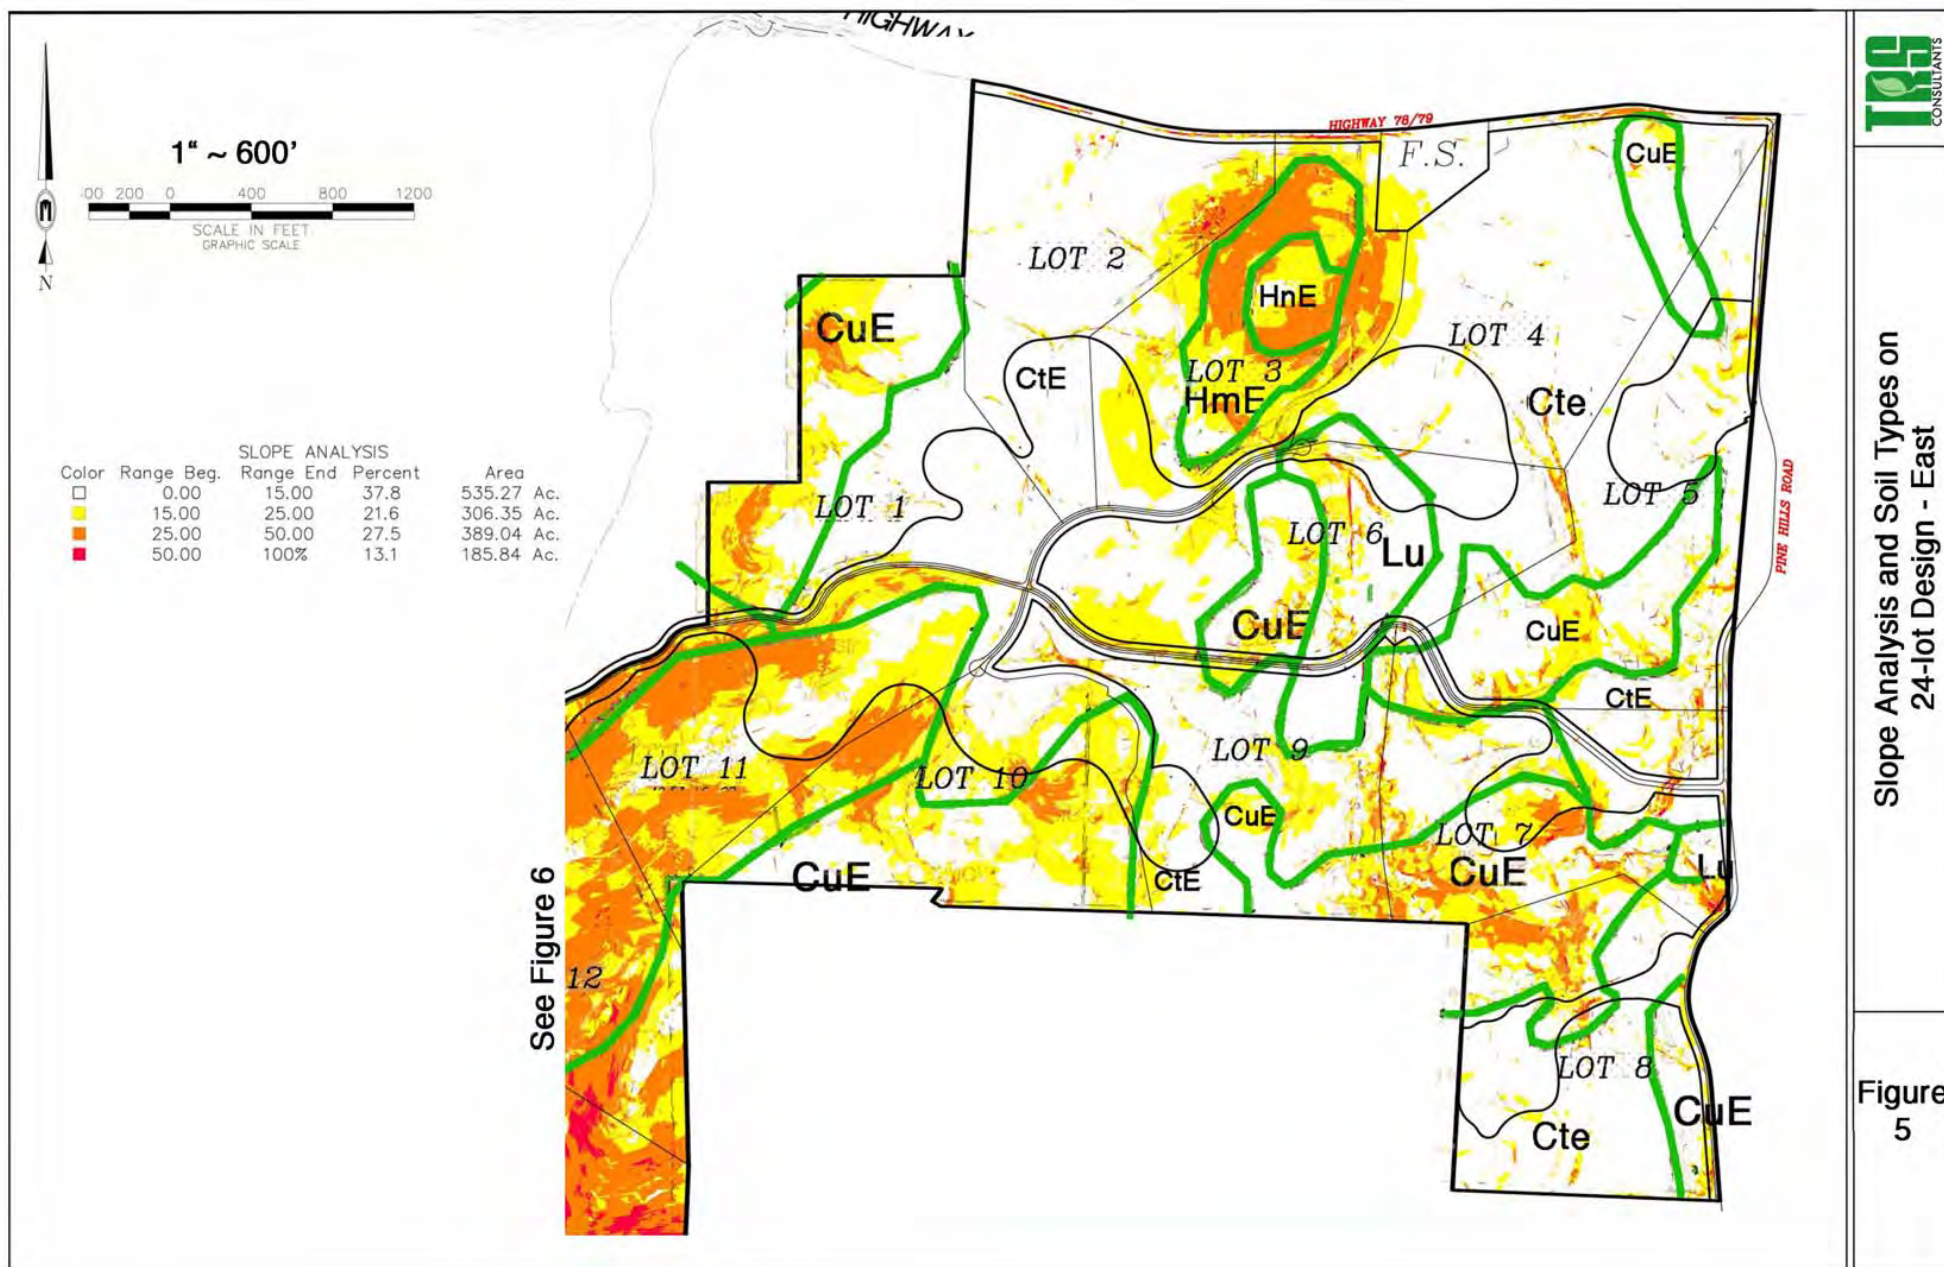 1" ~ 600'
200 0 400 800 1200
SCALE IN FEET
GRAPHIC SCALE
N
SLOPE ANALYSIS
Color Range Beg. Range End Percent Area
0.00 15.00 37.8 535.27 Ac.
15.00 25.00 21.6 306.35 Ac.
25.00 50.00 27.5 389.04 Ac.
50.00 100% 13.1 185.84 Ac.
HIGHWAY
HIGHWAY 78/79
F.S.
CuE
LOT 2
HnE
CuE
LOT 4
CtE
LOT 3
HmE
Cte
LOT 1
LOT 5
LOT 6
Lu
PINE HILLS ROAD
CuE
CuE
CtE
LOT 11
LOT 10
LOT 9
CuE
LOT 7
CuE
CtE
CuE
Lu
See Figure 6
12
LOT 8
CuE
Cte
TRS
CONSULTANTS
Slope Analysis and Soil Types on
24-lot Design - East
Figure
5